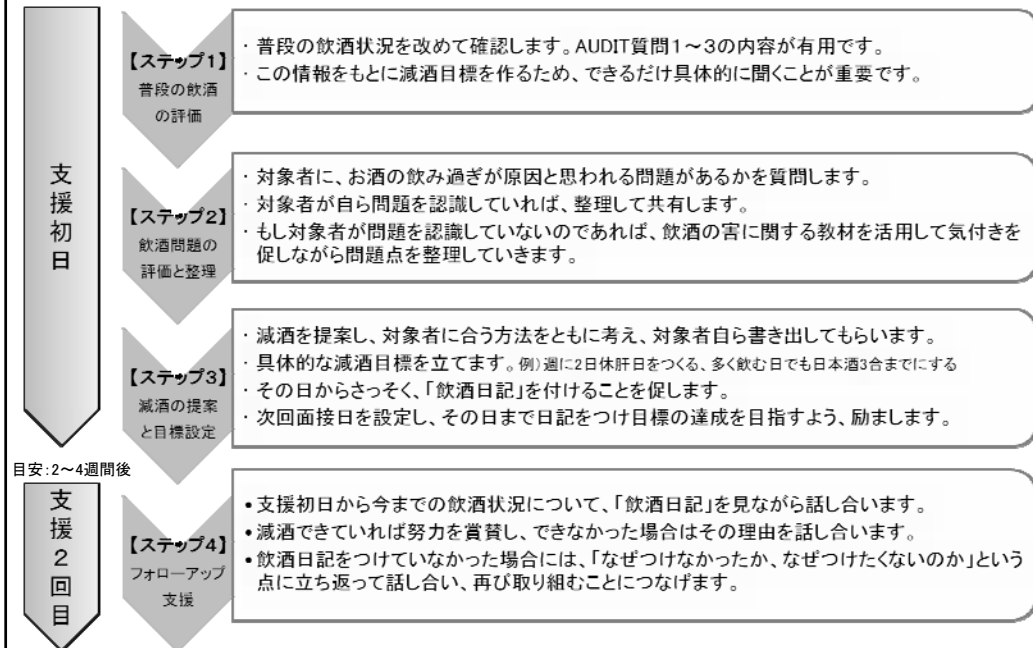 支援初日
【ステップ1】
普段の飲酒
の評価
・普段の飲酒状況を改めて確認します。AUDIT質問1～3の内容が有用です。
・この情報をもとに減酒目標を作るため、できるだけ具体的に聞くことが重要です。
【ステップ2】
飲酒問題の
評価と整理
・対象者に、お酒の飲み過ぎが原因と思われる問題があるかを質問します。
・対象者が自ら問題を認識していれば、整理して共有します。
・もし対象者が問題を認識していないのであれば、飲酒の害に関する教材を活用して気付きを
促しながら問題点を整理していきます。
【ステップ3】
減酒の提案
と目標設定
・減酒を提案し、対象者に合う方法をともに考え、対象者自ら書き出してもらいます。
・具体的な減酒目標を立てます。例)週に2日休肝日をつくる、多く飲む日でも日本酒3合までにする
・その日からさっそく、「飲酒日記」を付けることを促します。
・次回面接日を設定し、その日まで日記をつけ目標の達成を目指すよう、励まします。
目安：2～4週間後
支援2回目
【ステップ4】
フォローアップ
支援
•支援初日から今までの飲酒状況について、「飲酒日記」を見ながら話し合います。
•減酒できていれば努力を賞賛し、できなかった場合はその理由を話し合います。
•飲酒日記をつけていなかった場合には、「なぜつけなかったか、なぜつけたくないのか」という
点に立ち返って話し合い、再び取り組むことにつなげます。